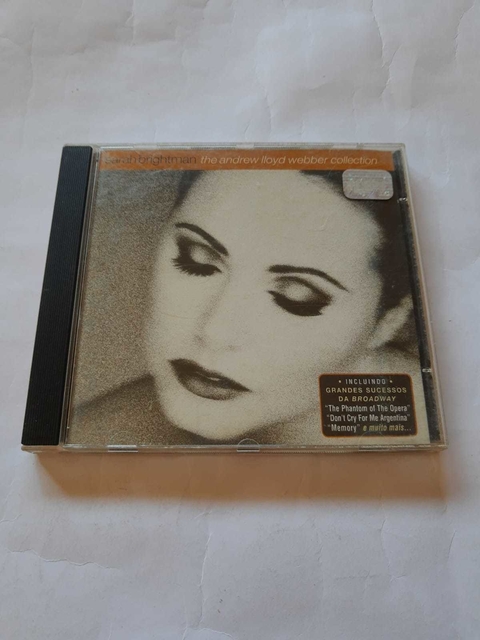 sarah brightman the andrew lloyd webber collection
• INCLUINDO •
GRANDES SUCESSOS
DA BROADWAY
"The Phantom of The Opera"
"Don't Cry For Me Argentina"
"Memory" e muito mais...